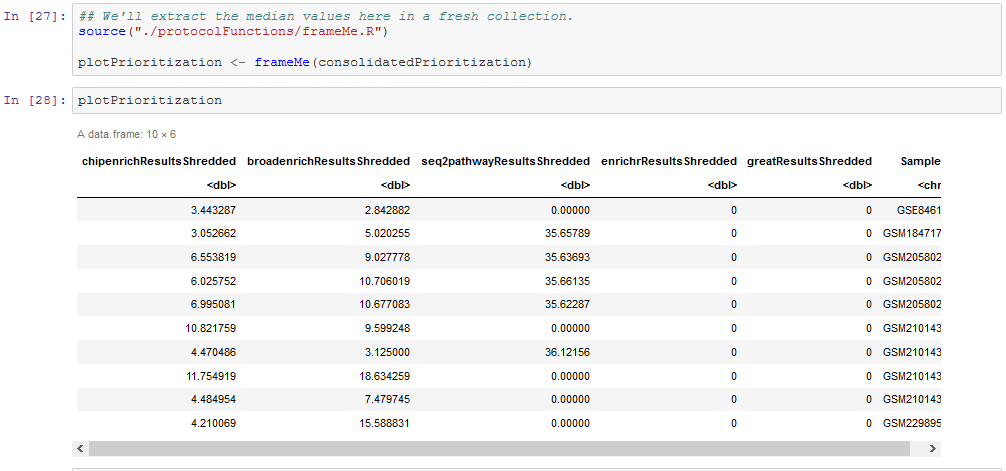 In [27]: ## We'll extract the median values here in a fresh collection.
source("./protocolFunctions/frameMe.R")
plotPrioritization <- frameMe(consolidatedPrioritization)
In [28]: plotPrioritization
A data.frame: 10 × 6
chipenrichResultsShredded broadenrichResultsShredded seq2pathwayResultsShredded enrichrResultsShredded greatResultsShredded Sample
<dbl> <dbl> <dbl> <dbl> <dbl> <chr
3.443287 2.842882 0.00000 0 0 GSE8461
3.052662 5.020255 35.65789 0 0 GSM184717
6.553819 9.027778 35.63693 0 0 GSM205802
6.025752 10.706019 35.66135 0 0 GSM205802
6.995081 10.677083 35.62287 0 0 GSM205802
10.821759 9.599248 0.00000 0 0 GSM210143
4.470486 3.125000 36.12156 0 0 GSM210143
11.754919 18.634259 0.00000 0 0 GSM210143
4.484954 7.479745 0.00000 0 0 GSM210143
4.210069 15.588831 0.00000 0 0 GSM229895